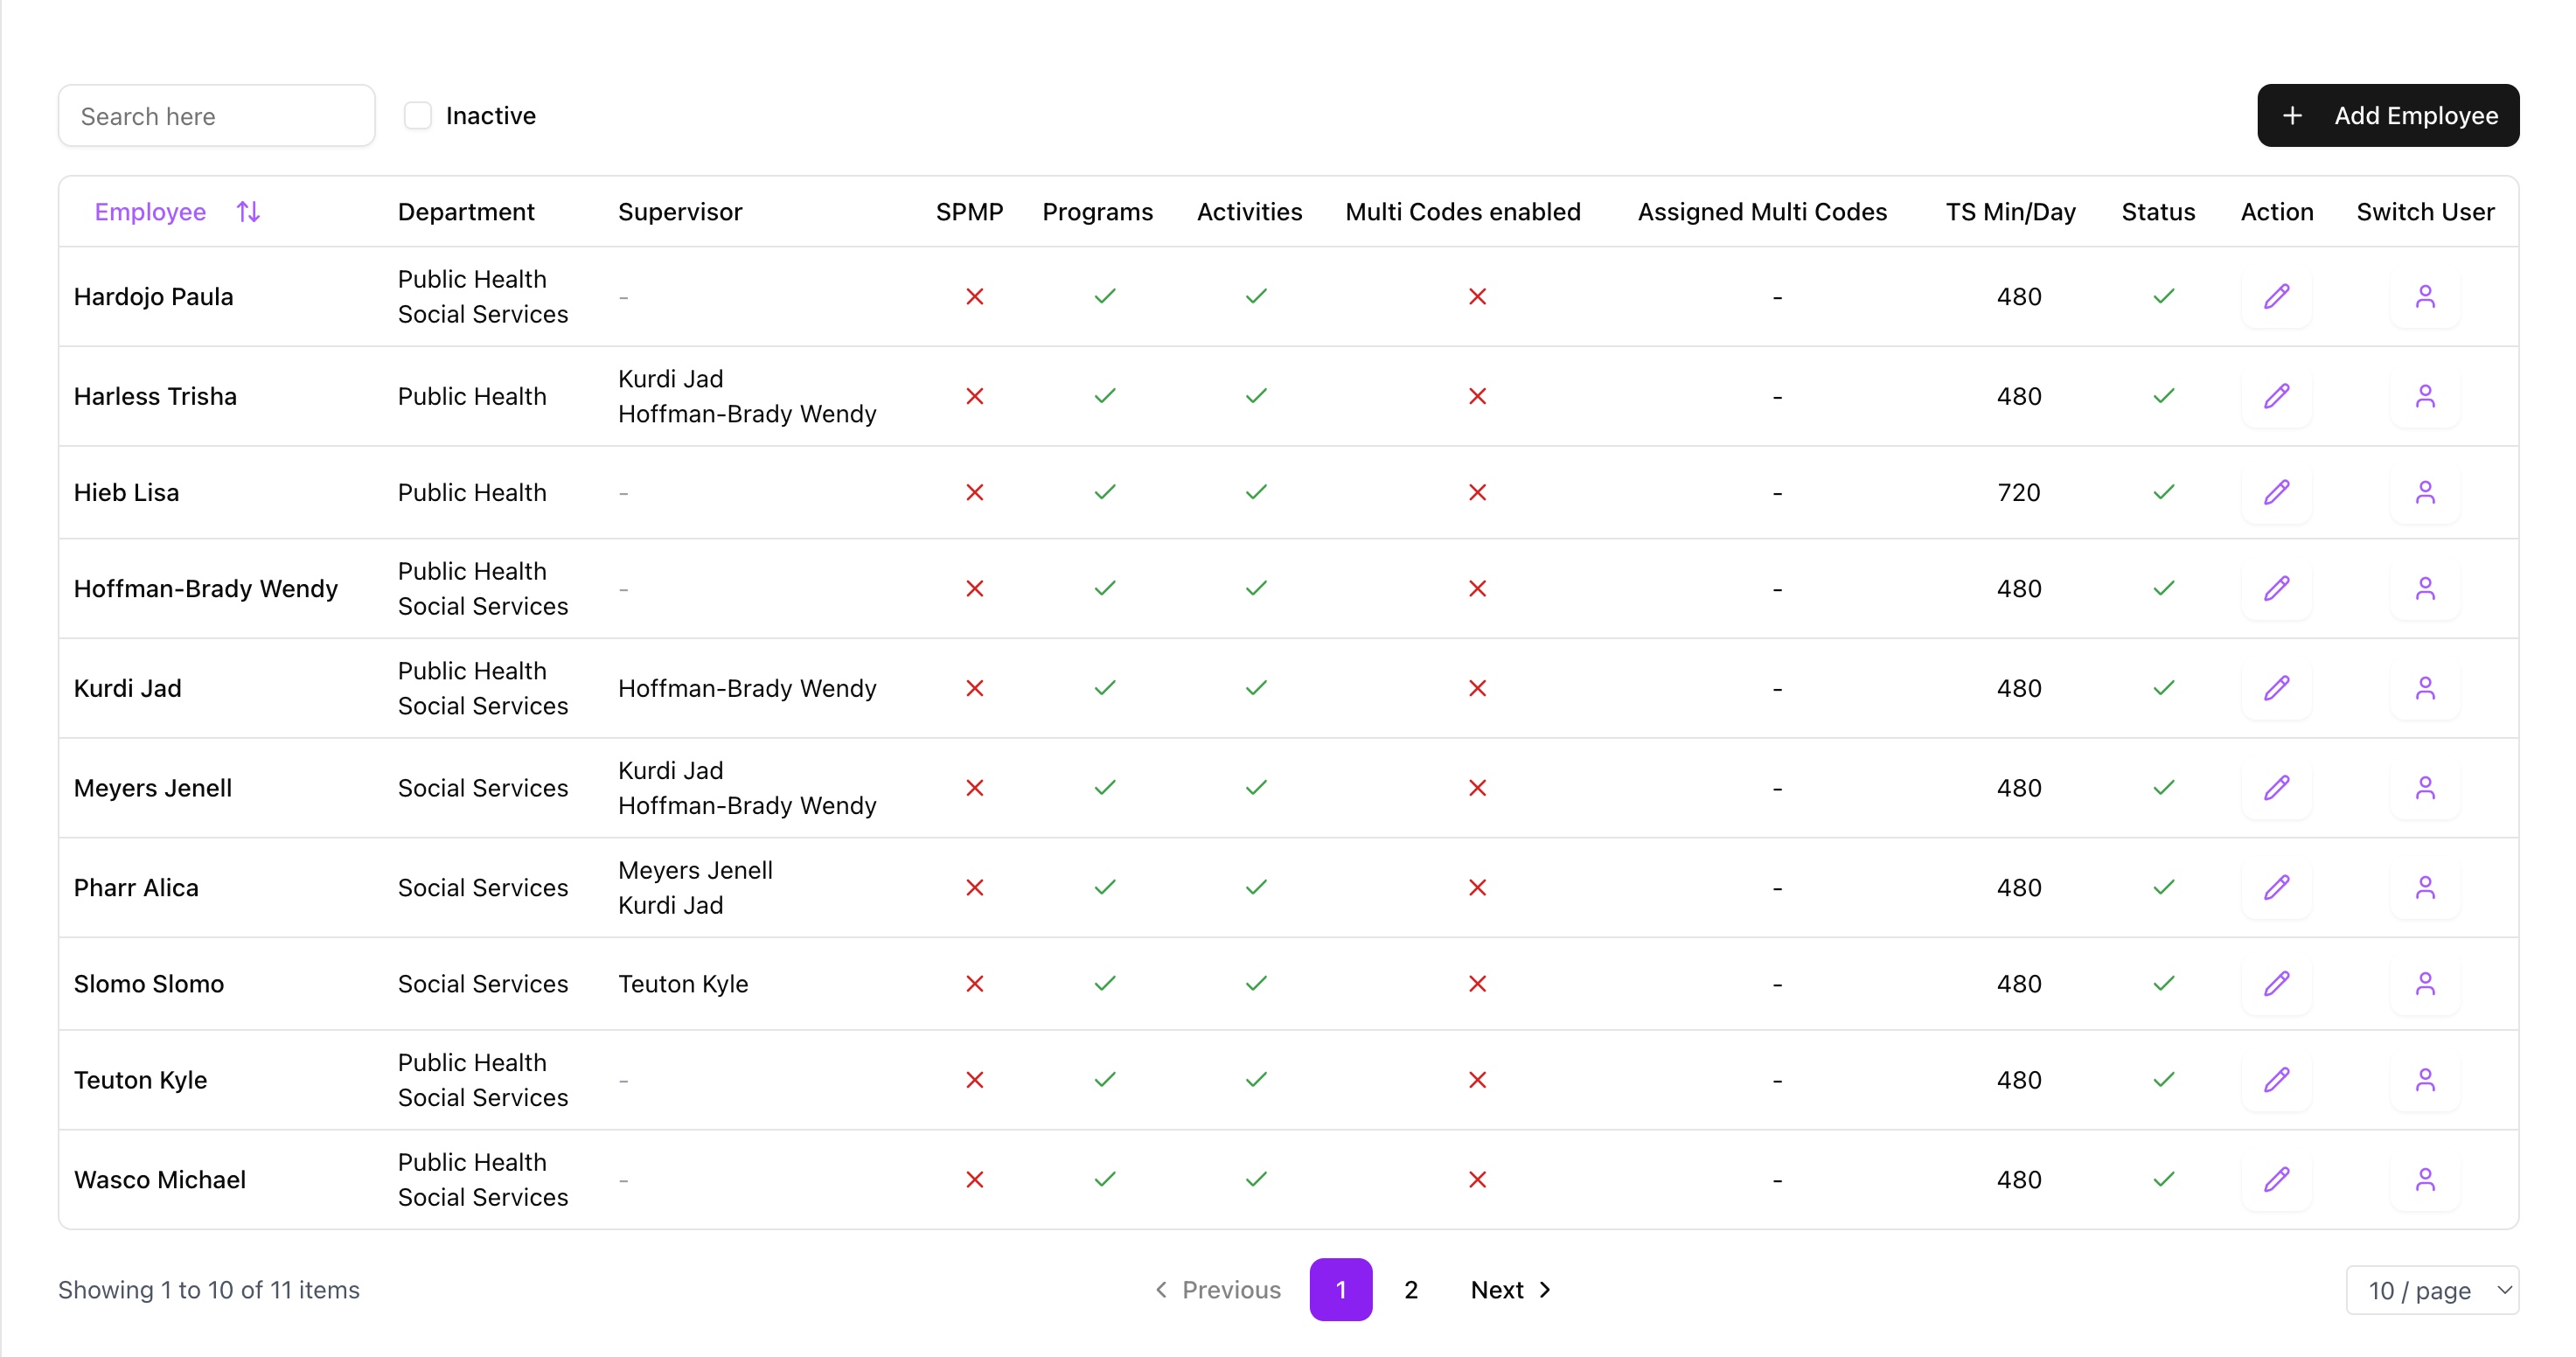 Search here
Inactive
Add Employee
Employee Department Supervisor SPMP Programs Activities Multi Codes enabled Assigned Multi Codes TS Min/Day Status Action Switch User
Hardojo Paula
Public Health
Social Services
-
-
480
Harless Trisha
Public Health
Kurdi Jad
Hoffman-Brady Wendy
-
480
Hieb Lisa
Public Health
-
-
720
Hoffman-Brady Wendy
Public Health
Social Services
-
-
480
Kurdi Jad
Public Health
Social Services
Hoffman-Brady Wendy
-
480
Meyers Jenell
Social Services
Kurdi Jad
Hoffman-Brady Wendy
-
480
Pharr Alica
Social Services
Meyers Jenell
Kurdi Jad
-
480
Slomo Slomo
Social Services
Teuton Kyle
-
480
Teuton Kyle
Public Health
Social Services
-
-
480
Wasco Michael
Public Health
Social Services
-
-
480
Showing 1 to 10 of 11 items
Previous 1 2 Next
10 / page